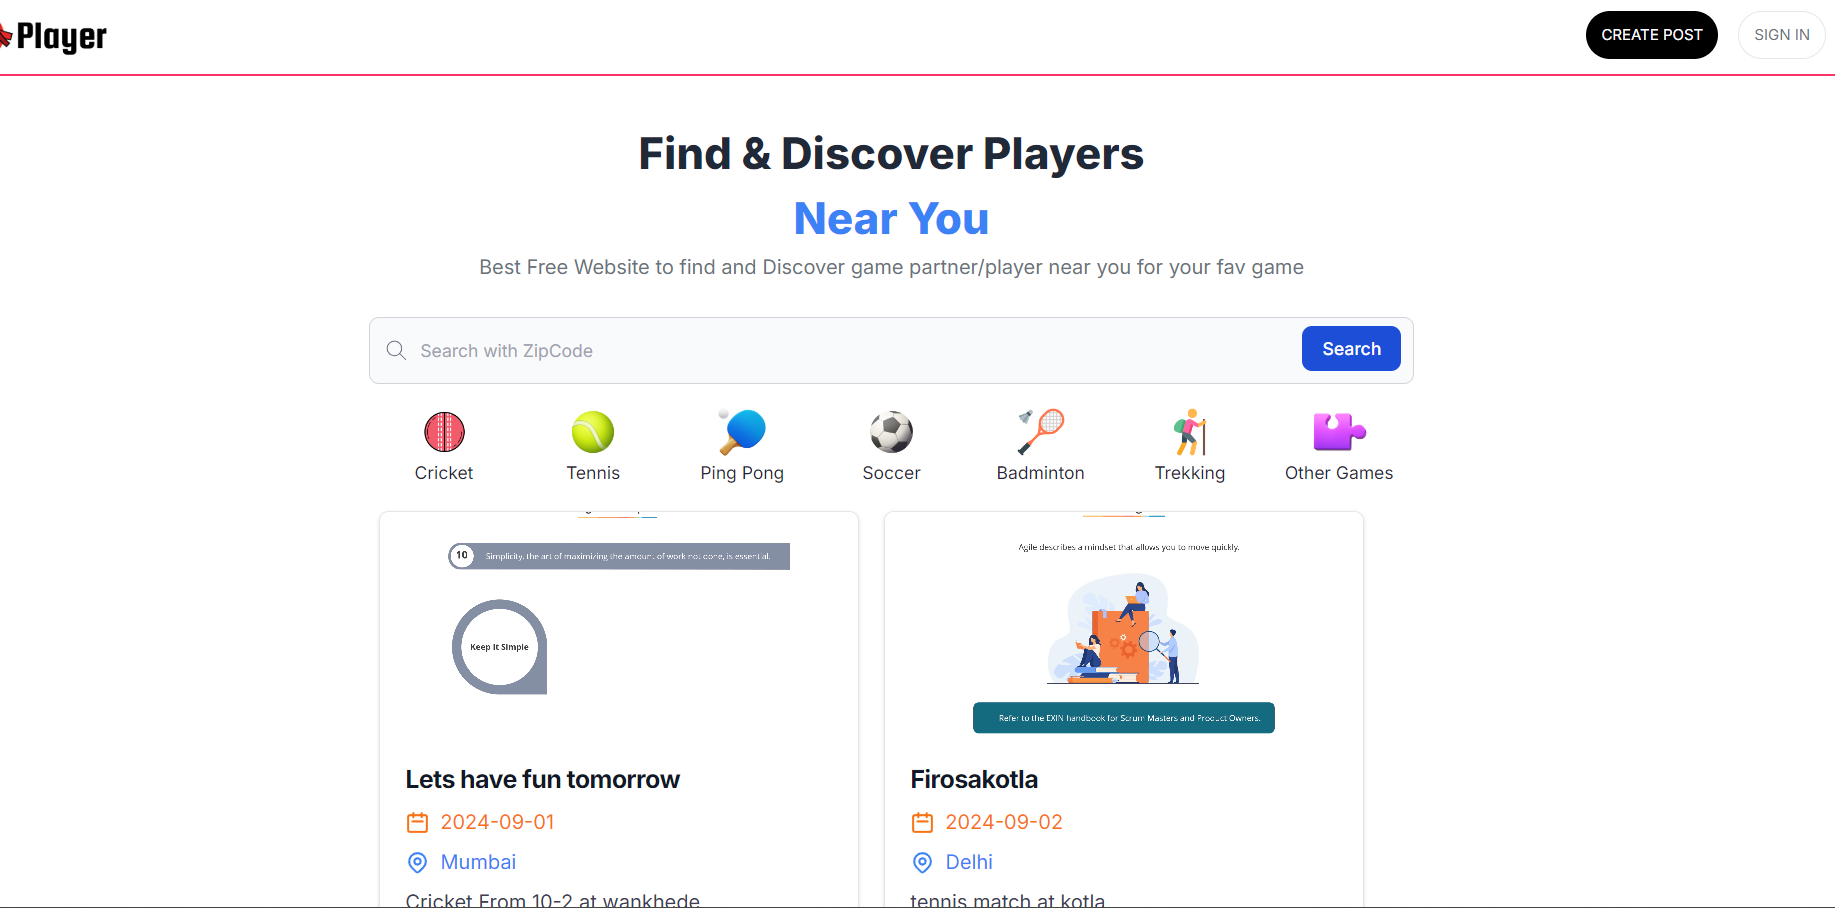 Player
CREATE POST
SIGN IN
Find & Discover Players
Near You
Best Free Website to find and Discover game partner/player near you for your fav game
Search with ZipCode
Search
Cricket
Tennis
Ping Pong
Soccer
Badminton
Trekking
Other Games
10
Simplicity, the art of maximizing the amount of work not done, is essential.
Keep It Simple
Lets have fun tomorrow
2024-09-01
Mumbai
Cricket From 10-2 at wankhede
Agile describes a mindset that allows you to move quickly.
Refer to the EXIN handbook for Scrum Masters and Product Owners.
Firosakotla
2024-09-02
Delhi
tennis match at kotla